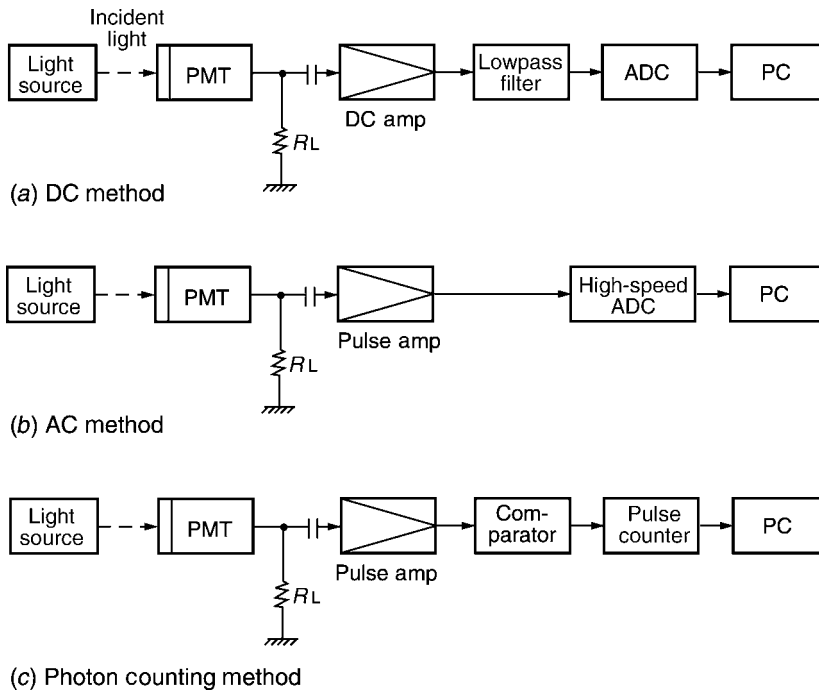 Incident
light
Light
source
PMT
RL
DC amp
Lowpass
filter
ADC
PC
(a) DC method
Light
source
PMT
RL
Pulse amp
High-speed
ADC
PC
(b) AC method
Light
source
PMT
RL
Pulse amp
Com-
parator
Pulse
counter
PC
(c) Photon counting method